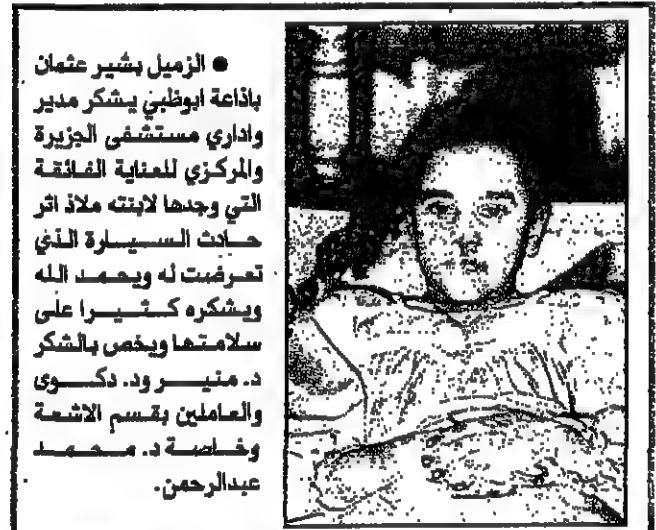 ● الزميل بشير عثمان
باذاعة ابوظبي يشكر مدير
واداري مستشفى الجزيرة
والمركزي للعناية الفائقة
التي وجدها لابنته ملاذ اثر
حادث السيارة الذي
تعرضت له ويحمد الله
ويشكره كثيرا على
سلامتها ويخص بالشكر
د. منير ود. دكوى
والعاملين بقسم الاشعة
وخاصة د. محمد
عبدالرحمن.